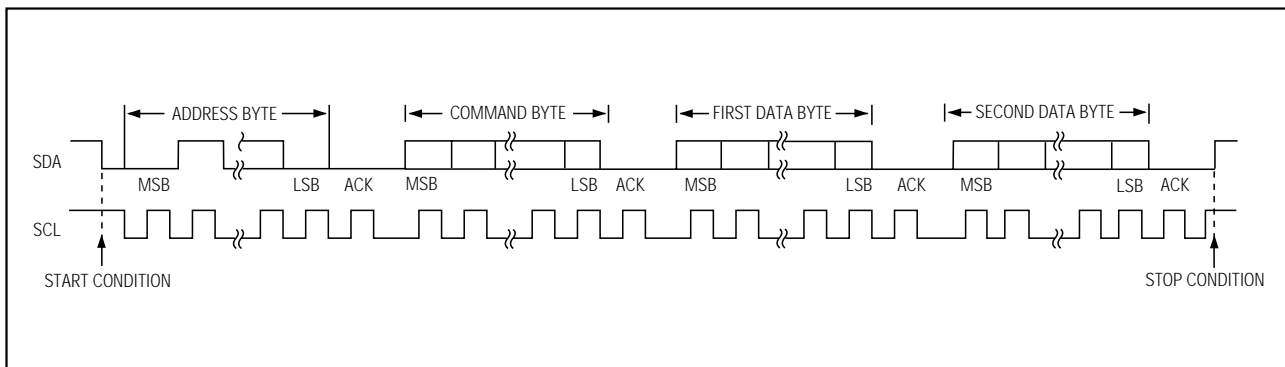 ADDRESS BYTE COMMAND BYTE FIRST DATA BYTE SECOND DATA BYTE
SDA
MSB LSB ACK MSB LSB ACK MSB LSB ACK MSB LSB ACK
SCL
START CONDITION STOP CONDITION